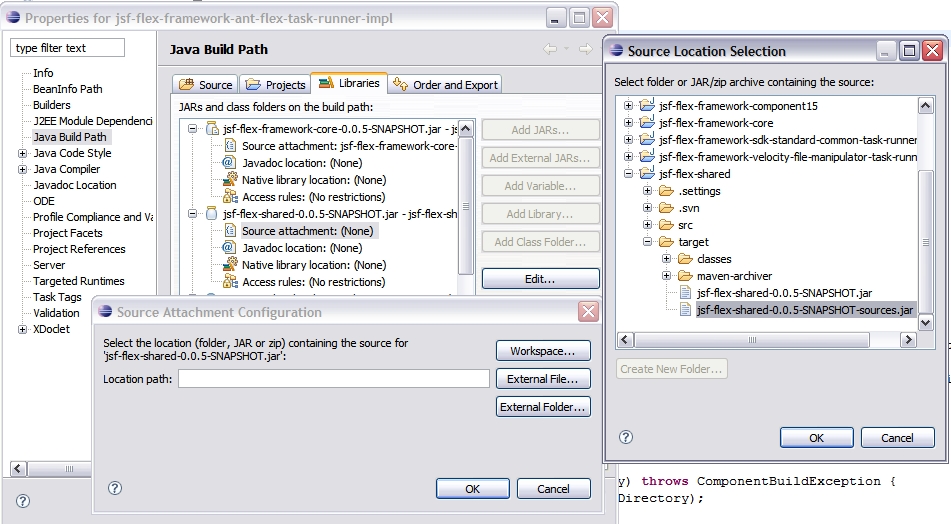 Properties for jsf-flex-framework-ant-flex-task-runner-impl
type filter text
Info
BeanInfo Path
Builders
J2EE Module Dependenci
Java Build Path
Java Code Style
Java Compiler
Javadoc Location
ODE
Profile Compliance and Va
Project Facets
Project References
Server
Targeted Runtimes
Task Tags
Validation
XDoclet
Java Build Path
Source
Projects
Libraries
Order and Export
JARs and class folders on the build path:
jsf-flex-framework-core-0.0.5-SNAPSHOT.jar - js
Source attachment: jsf-flex-framework-core-
Javadoc location: (None)
Native library location: (None)
Access rules: (No restrictions)
jsf-flex-shared-0.0.5-SNAPSHOT.jar - jsf-flex-sh
Source attachment: (None)
Javadoc location: (None)
Native library location: (None)
Access rules: (No restrictions)
Add JARs...
Add External JARs...
Add Variable...
Add Library...
Add Class Folder...
Edit...
Source Attachment Configuration
Select the location (folder, JAR or zip) containing the source for
'jsf-flex-shared-0.0.5-SNAPSHOT.jar':
Location path:
Workspace...
External File...
External Folder...
OK
Cancel
Source Location Selection
Select folder or JAR/zip archive containing the source:
jsf-flex-framework-component15
jsf-flex-framework-core
jsf-flex-framework-sdk-standard-common-task-runner
jsf-flex-framework-velocity-file-manipulator-task-runn
jsf-flex-shared
.settings
.svn
src
target
classes
maven-archiver
jsf-flex-shared-0.0.5-SNAPSHOT.jar
jsf-flex-shared-0.0.5-SNAPSHOT-sources.jar
Create New Folder...
OK
Cancel
y) throws ComponentBuildException {
Directory);